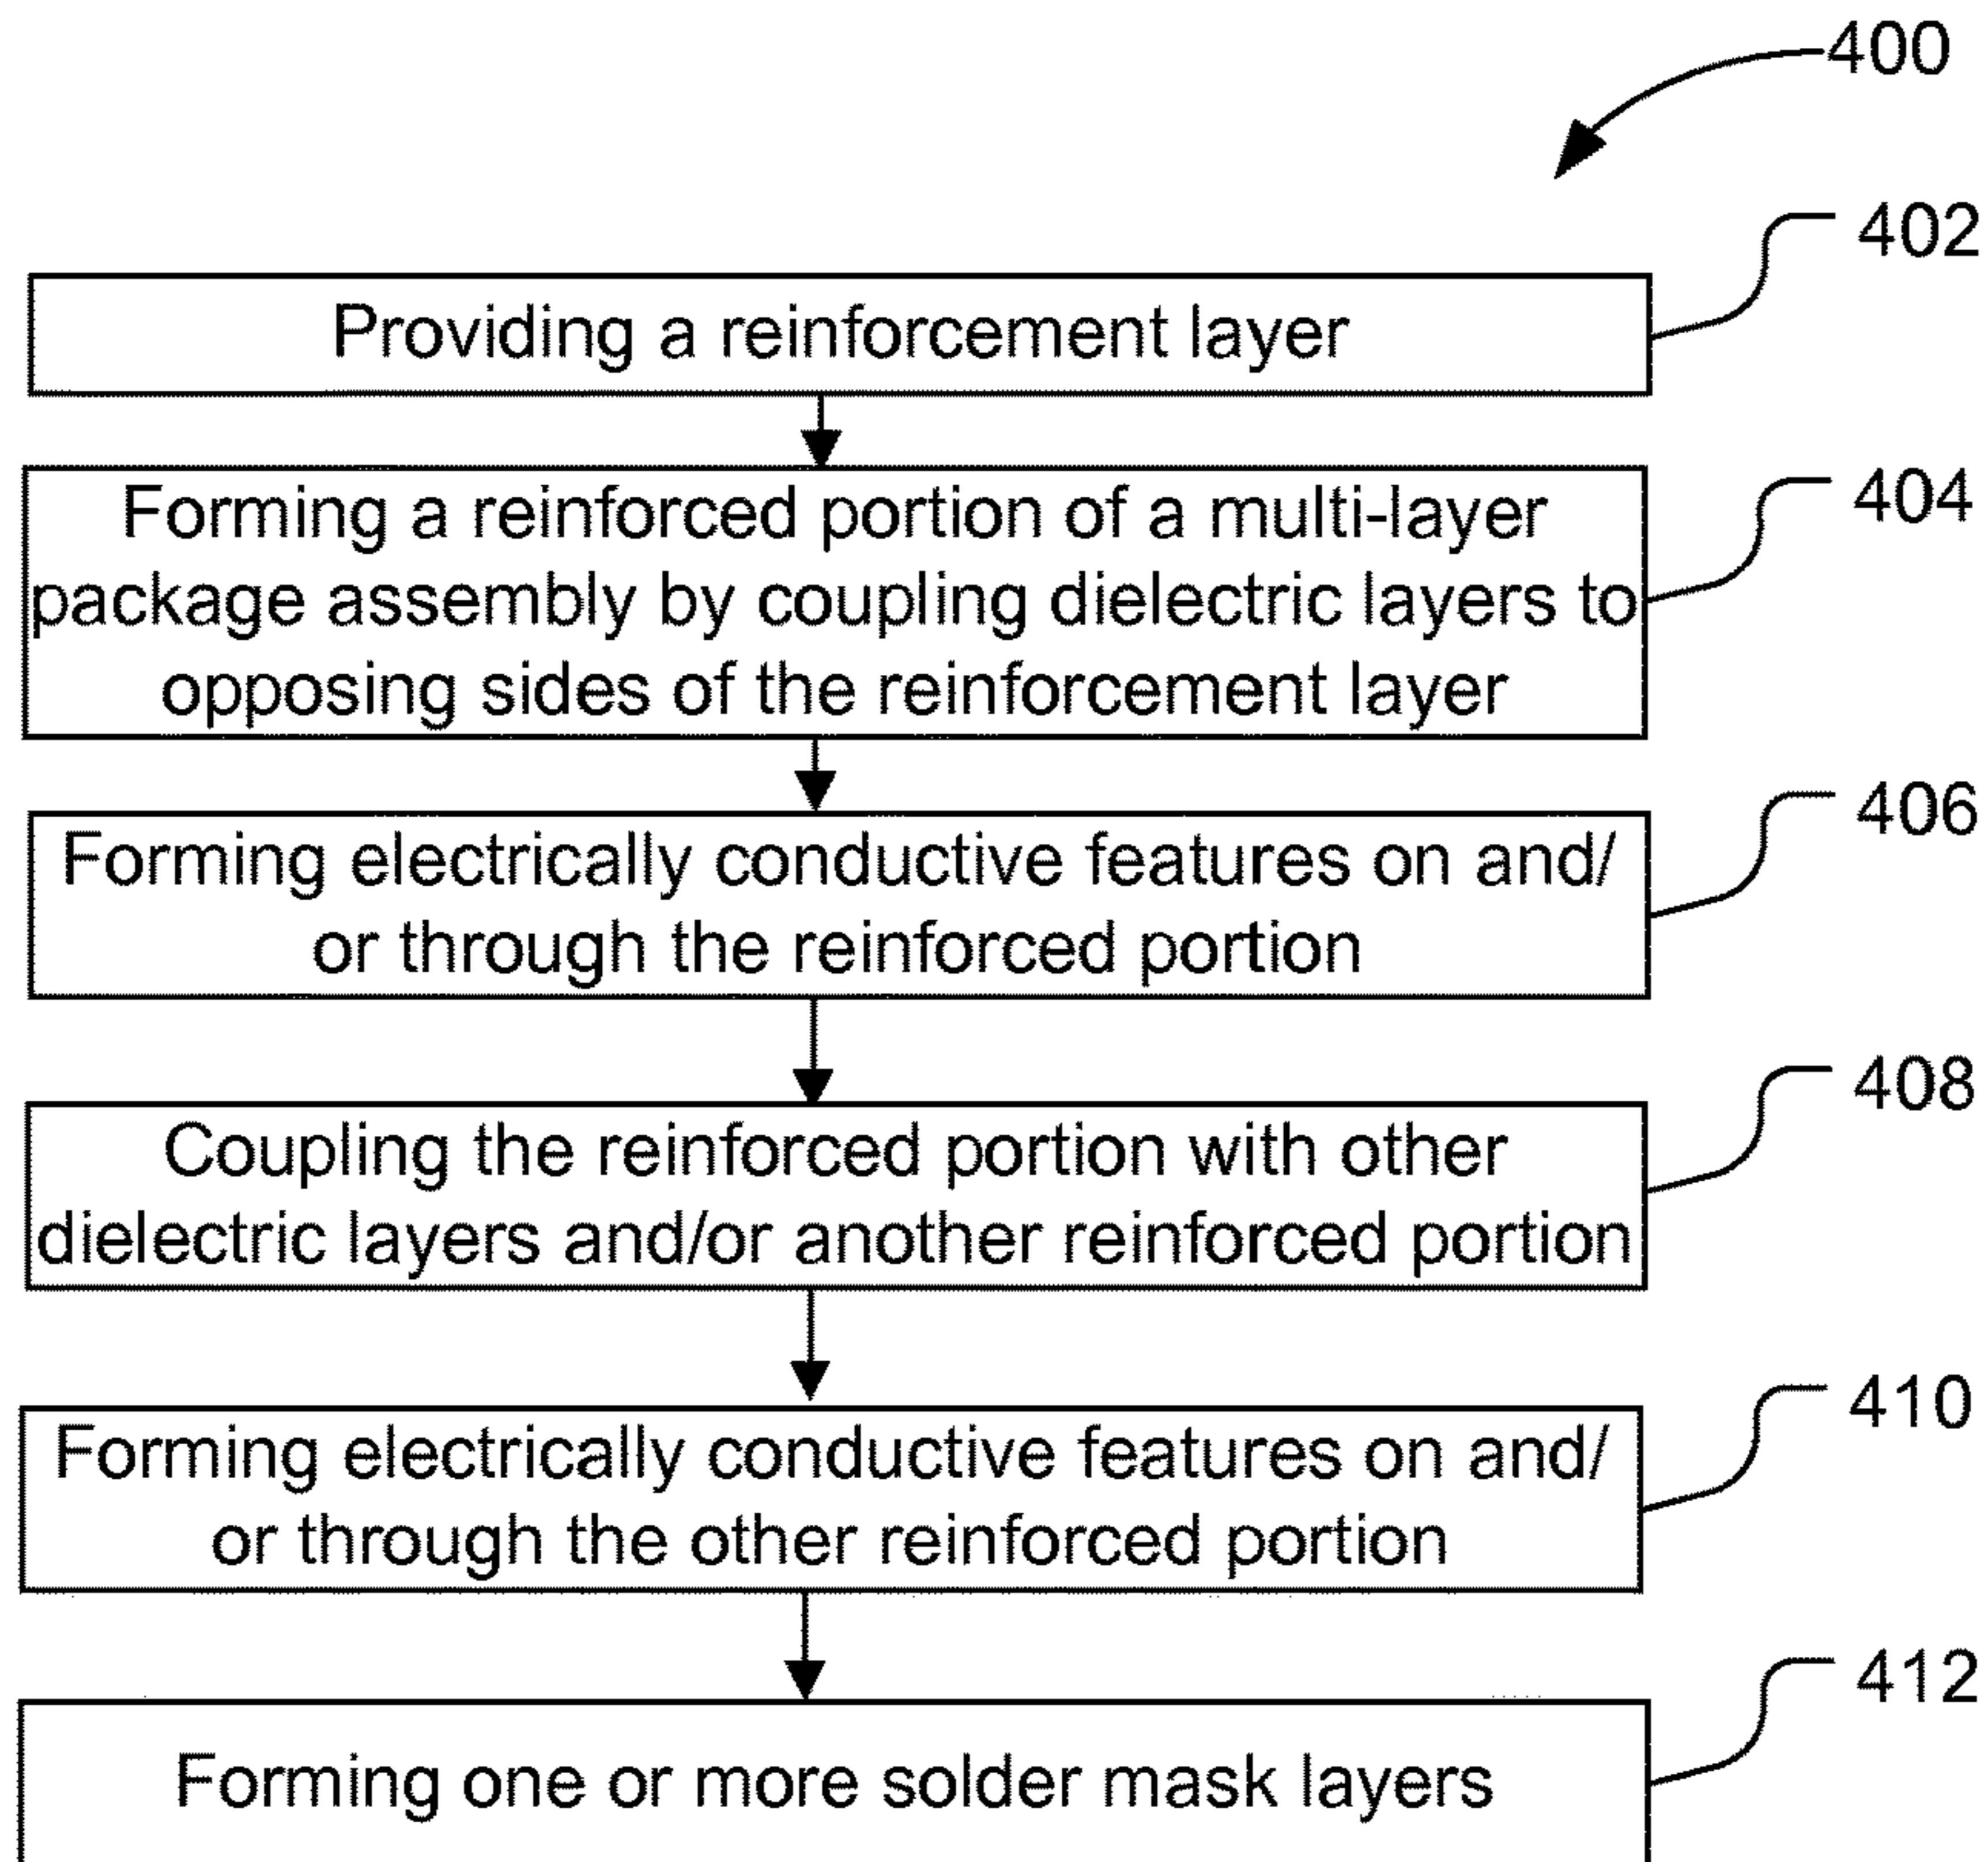 400
402
Providing a reinforcement layer
404
Forming a reinforced portion of a multi-layer
package assembly by coupling dielectric layers to
opposing sides of the reinforcement layer
406
Forming electrically conductive features on and/
or through the reinforced portion
408
Coupling the reinforced portion with other
dielectric layers and/or another reinforced portion
410
Forming electrically conductive features on and/
or through the other reinforced portion
412
Forming one or more solder mask layers